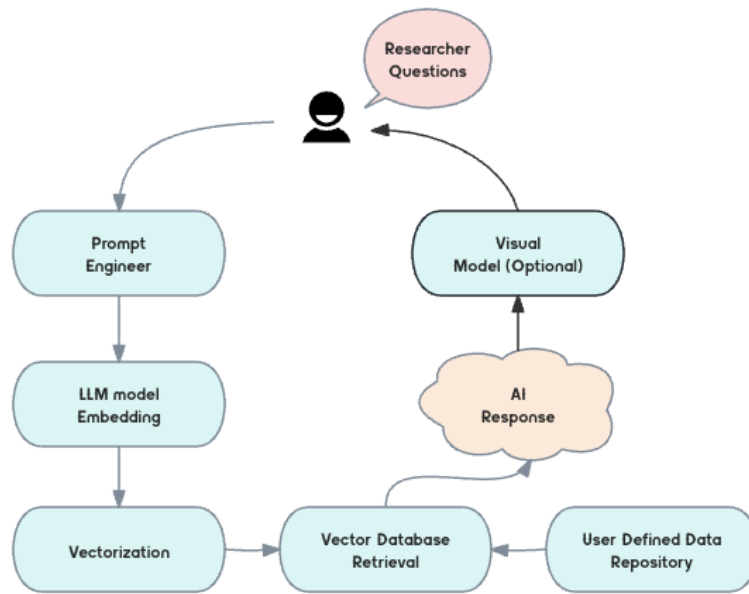 Researcher
Questions
Prompt
Engineer
Visual
Model (Optional)
LLM model
Embedding
AI
Response
Vectorization
Vector Database
Retrieval
User Defined Data
Repository